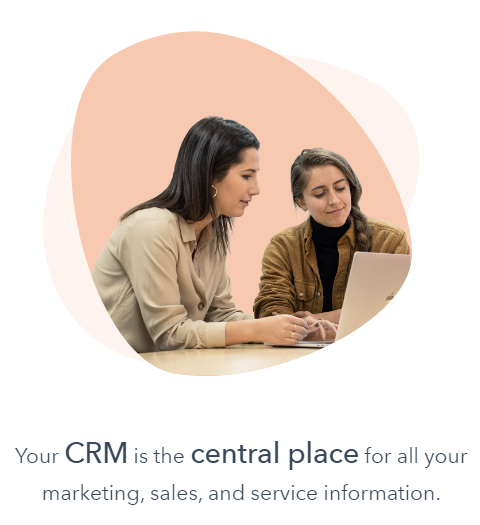 Your CRM is the central place for all your
marketing, sales, and service information.